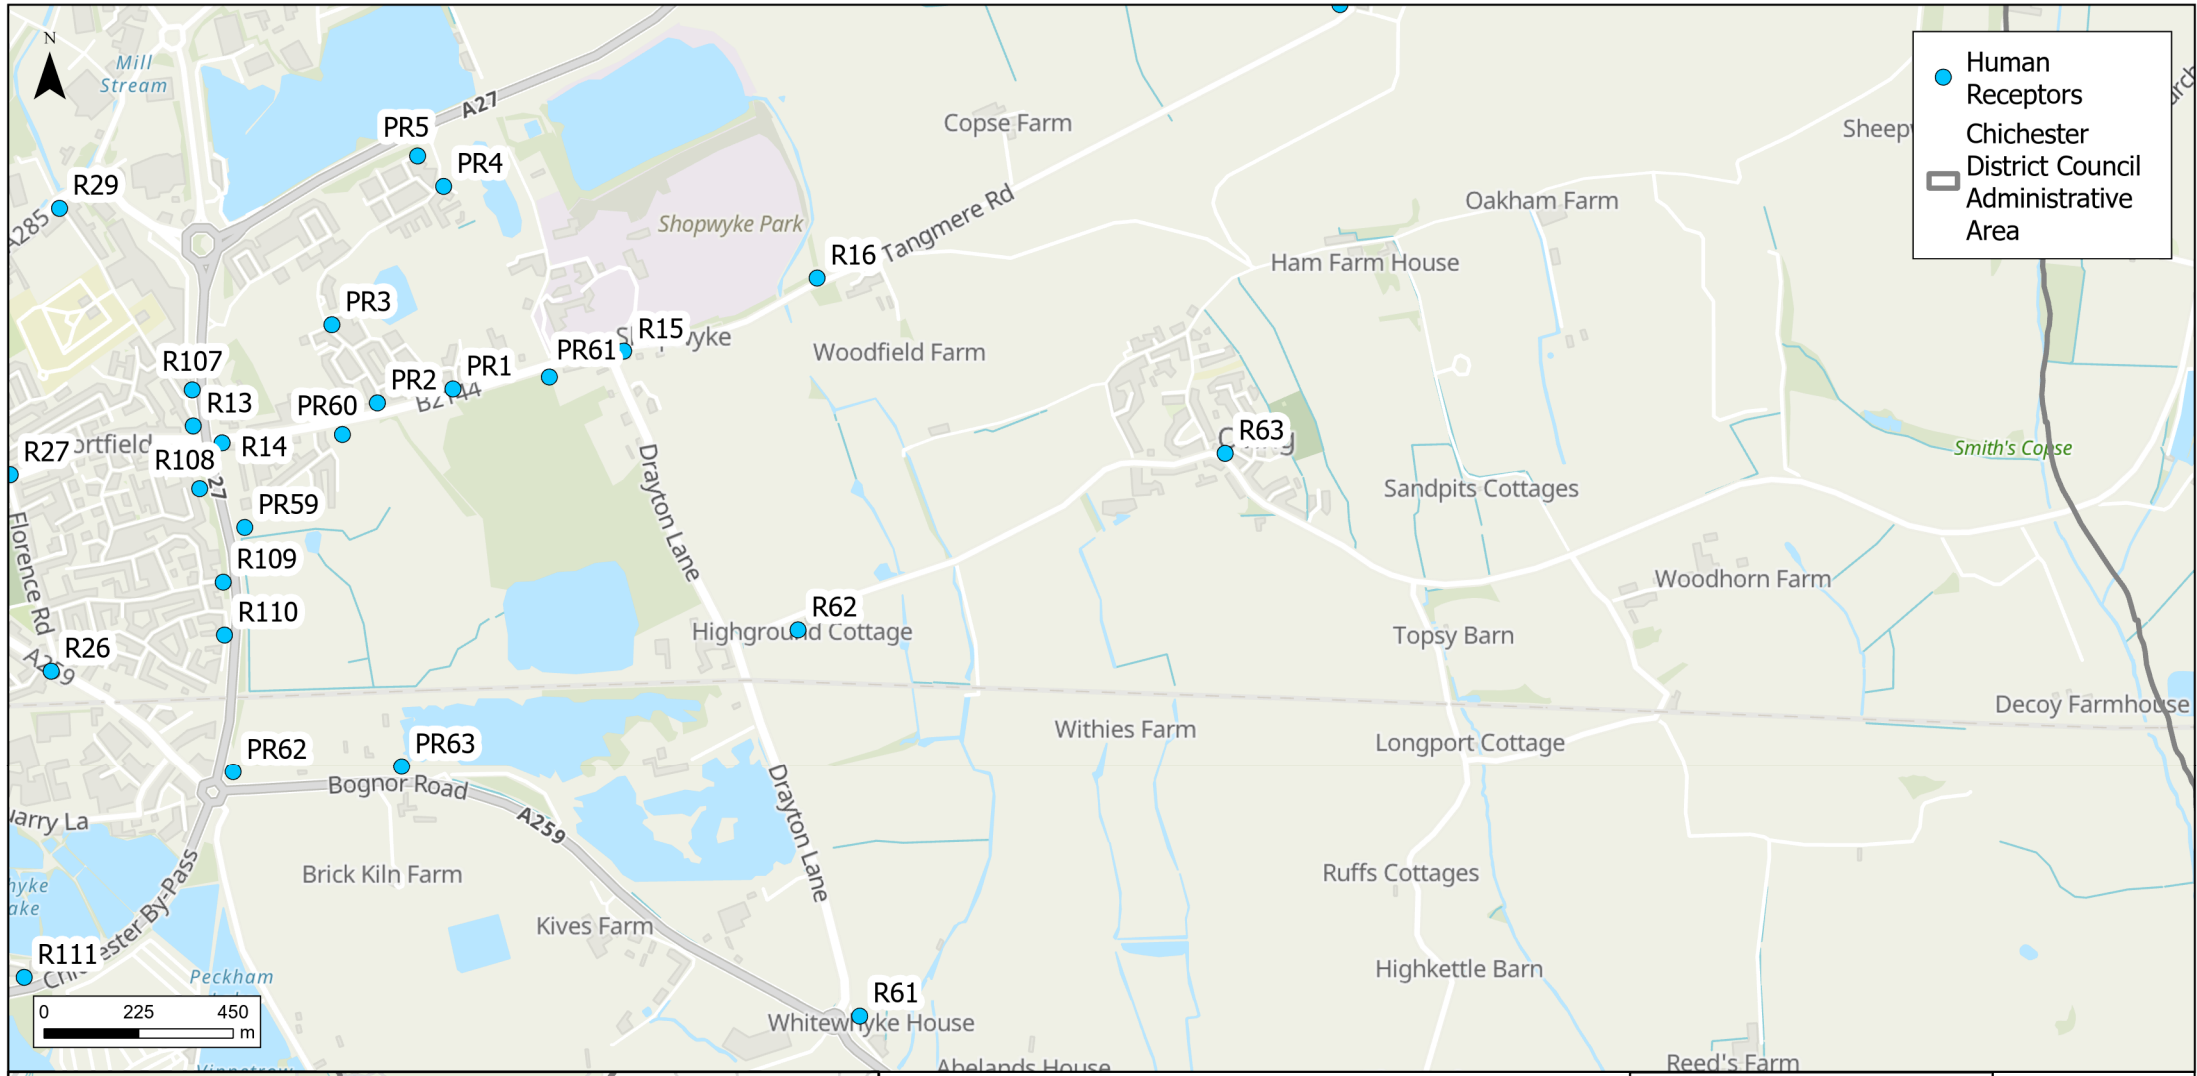 N
Mill
Stream
A27
Human
Receptors
Chichester
District Council
Administrative
Area
PR5
Copse Farm
PR4
R29
A285
Shopwyke Park
Tangmere Rd
Oakham Farm
R16
Ham Farm House
PR3
R15
PR61
Woodfield Farm
R107
PR1
PR2
B2144
R13
PR60
R14
R27
R108
27
R63
Smith's Copse
Drayton Lane
Sandpits Cottages
PR59
Florence Rd
R109
Woodhorn Farm
R110
R62
Highground Cottage
Topsy Barn
R26
A259
Decoy Farmhouse
Withies Farm
PR62
PR63
Longport Cottage
Bognor Road
A259
Drayton Lane
Brick Kiln Farm
Ruffs Cottages
Kives Farm
R111
Chichester By-Pass
Peckham
Highkettle Barn
R61
Whitewhyke House
0 225 450
m
Abelands House
Reed's Farm